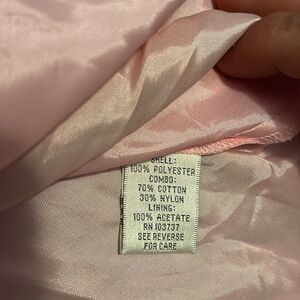 SHELL:
100% POLYESTER
COMBO:
70% COTTON
30% NYLON
LINING:
100% ACETATE
RN 103737
SEE REVERSE
FOR CARE